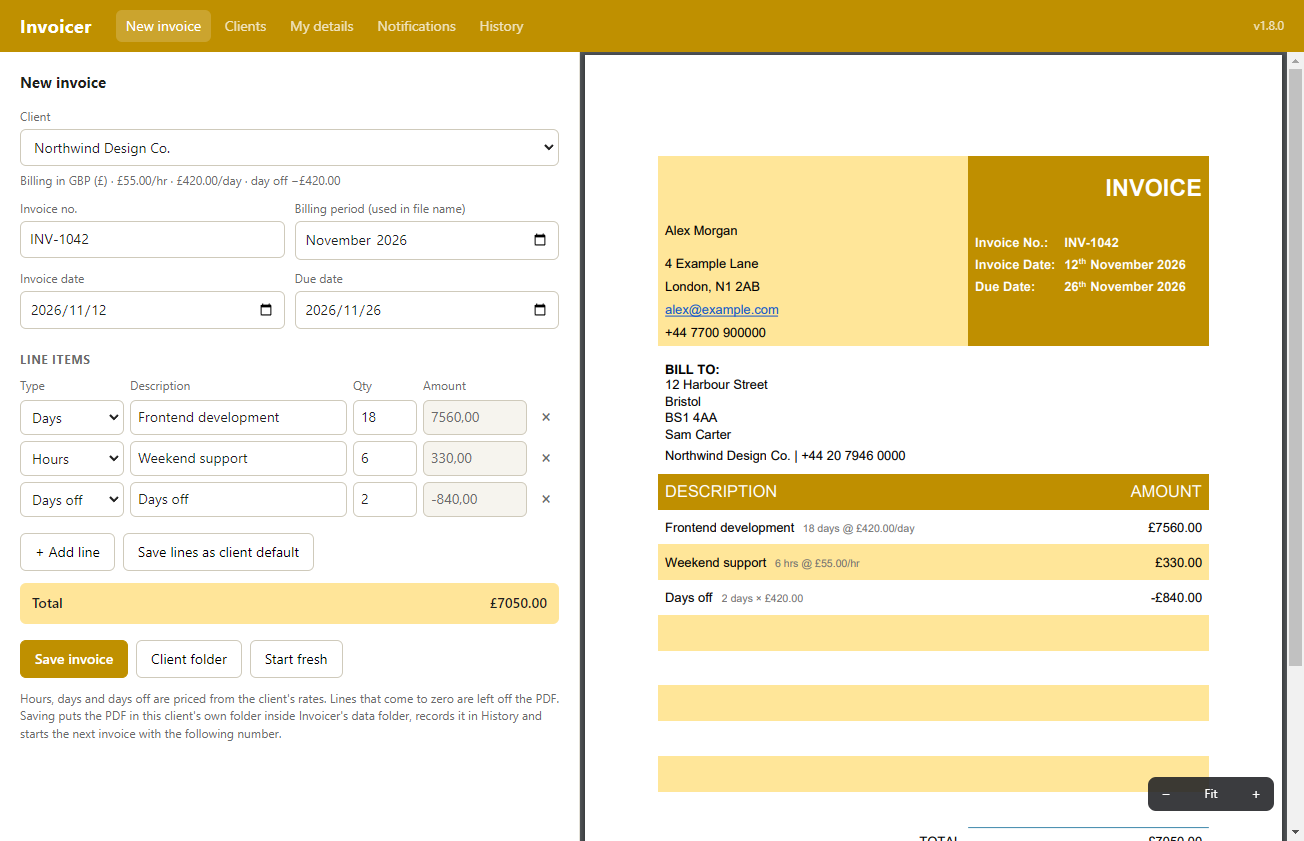 Invoicer New invoice Clients My details Notifications History v1.8.0
New invoice
Client
Northwind Design Co.
Billing in GBP (£) · £55.00/hr · £420.00/day · day off −£420.00
Invoice no. Billing period (used in file name)
INV-1042 November 2026
Invoice date Due date
2026/11/12 2026/11/26
LINE ITEMS
Type Description Qty Amount
Days Frontend development 18 7560,00 ×
Hours Weekend support 6 330,00 ×
Days off Days off 2 -840,00 ×
+ Add line Save lines as client default
Total £7050.00
Save invoice Client folder Start fresh
Hours, days and days off are priced from the client's rates. Lines that come to zero are left off the PDF.
Saving puts the PDF in this client's own folder inside Invoicer's data folder, records it in History and
starts the next invoice with the following number.
INVOICE
Alex Morgan
4 Example Lane
London, N1 2AB
alex@example.com
+44 7700 900000
Invoice No.: INV-1042
Invoice Date: 12th November 2026
Due Date: 26th November 2026
BILL TO:
12 Harbour Street
Bristol
BS1 4AA
Sam Carter
Northwind Design Co. | +44 20 7946 0000
DESCRIPTION AMOUNT
Frontend development 18 days @ £420.00/day £7560.00
Weekend support 6 hrs @ £55.00/hr £330.00
Days off 2 days × £420.00 -£840.00
− Fit +
TOTAL £7050.00